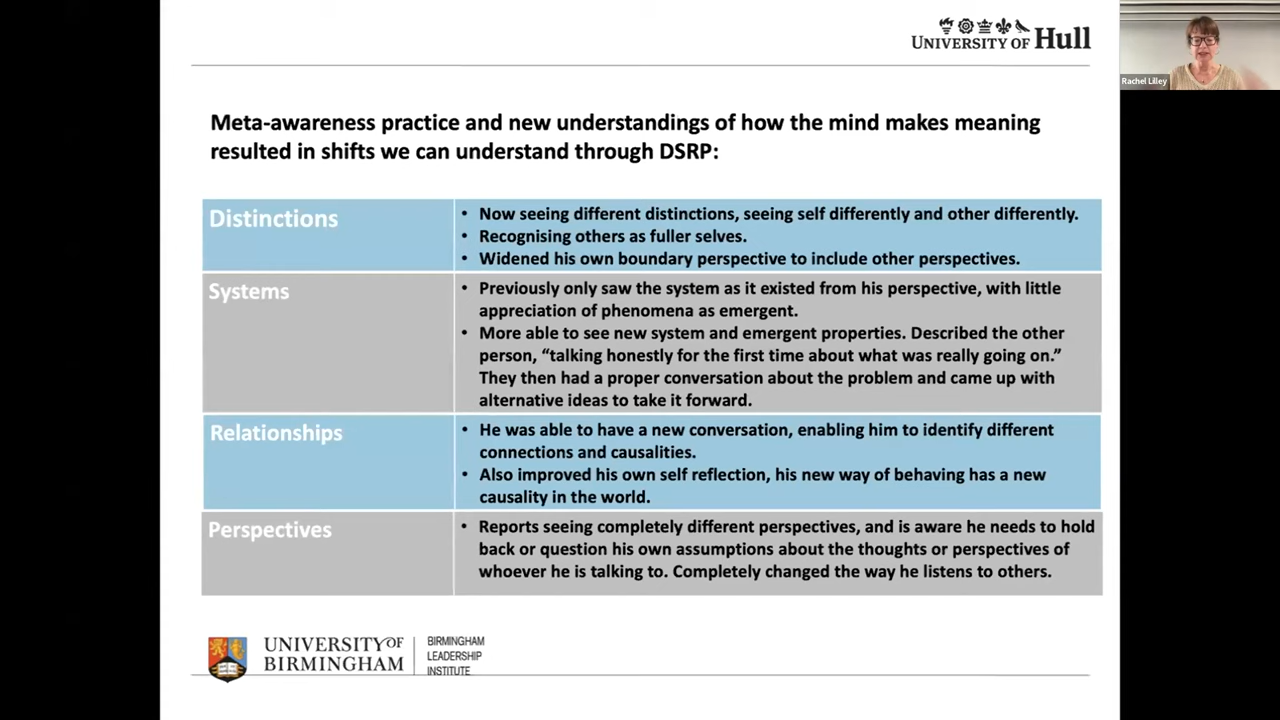 UNIVERSITY OF Hull
Rachel Lilley
Meta-awareness practice and new understandings of how the mind makes meaning
resulted in shifts we can understand through DSRP:
Distinctions
• Now seeing different distinctions, seeing self differently and other differently.
• Recognising others as fuller selves.
• Widened his own boundary perspective to include other perspectives.
Systems
• Previously only saw the system as it existed from his perspective, with little
appreciation of phenomena as emergent.
• More able to see new system and emergent properties. Described the other
person, “talking honestly for the first time about what was really going on.”
They then had a proper conversation about the problem and came up with
alternative ideas to take it forward.
Relationships
• He was able to have a new conversation, enabling him to identify different
connections and causalities.
• Also improved his own self reflection, his new way of behaving has a new
causality in the world.
Perspectives
• Reports seeing completely different perspectives, and is aware he needs to hold
back or question his own assumptions about the thoughts or perspectives of
whoever he is talking to. Completely changed the way he listens to others.
UNIVERSITY OF
BIRMINGHAM
BIRMINGHAM
LEADERSHIP
INSTITUTE